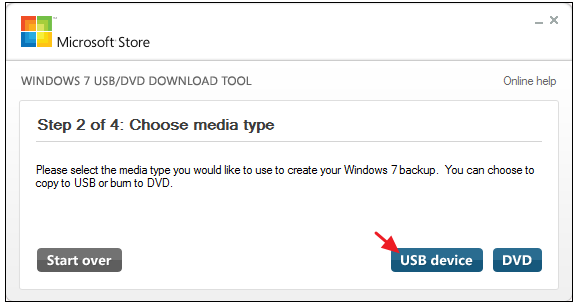 Microsoft Store
WINDOWS 7 USB/DVD DOWNLOAD TOOL
Online help
Step 2 of 4: Choose media type
Please select the media type you would like to use to create your Windows 7 backup. You can choose to
copy to USB or burn to DVD.
Start over
USB device
DVD